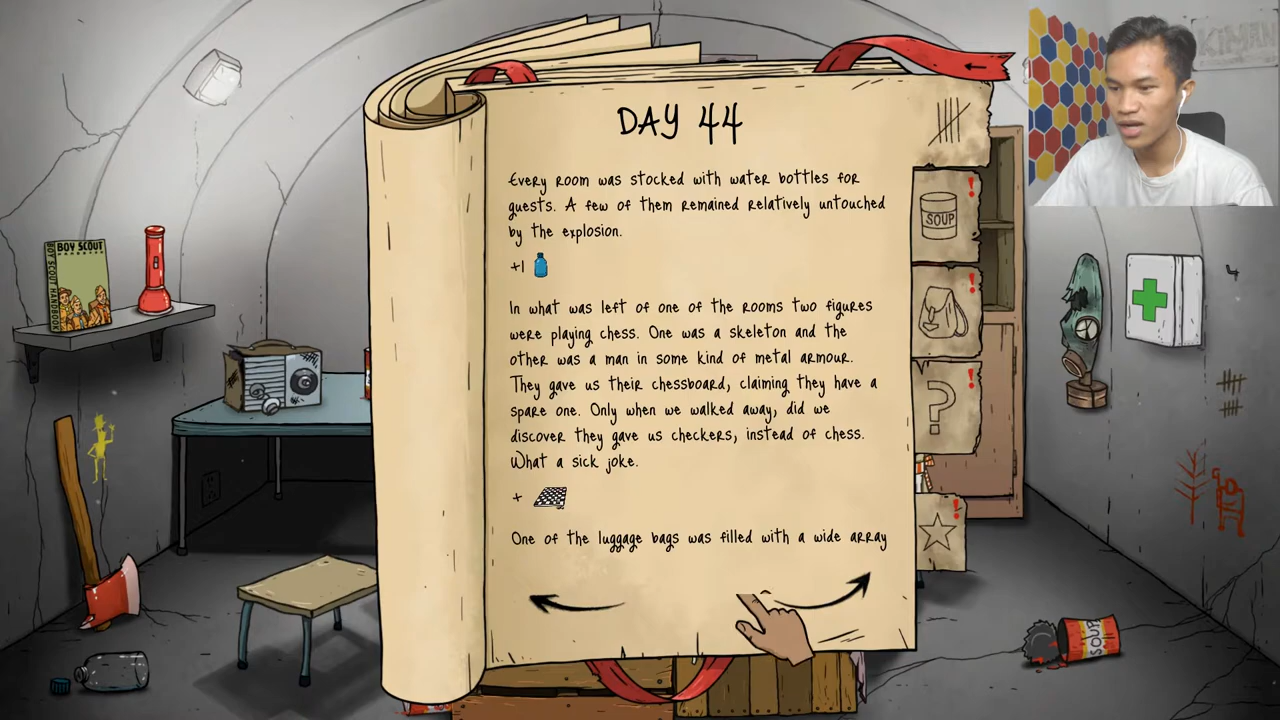 DAY 44
Every room was stocked with water bottles for
guests. A few of them remained relatively untouched
by the explosion.
+1
In what was left of one of the rooms two figures
were playing chess. One was a skeleton and the
other was a man in some kind of metal armour.
They gave us their chessboard, claiming they have a
spare one. Only when we walked away, did we
discover they gave us checkers, instead of chess.
What a sick joke.
+
One of the luggage bags was filled with a wide array
SOUP
!
!
?
!
!
BOY SCOUT
BOY SCOUT HANDBOOK
SOUP